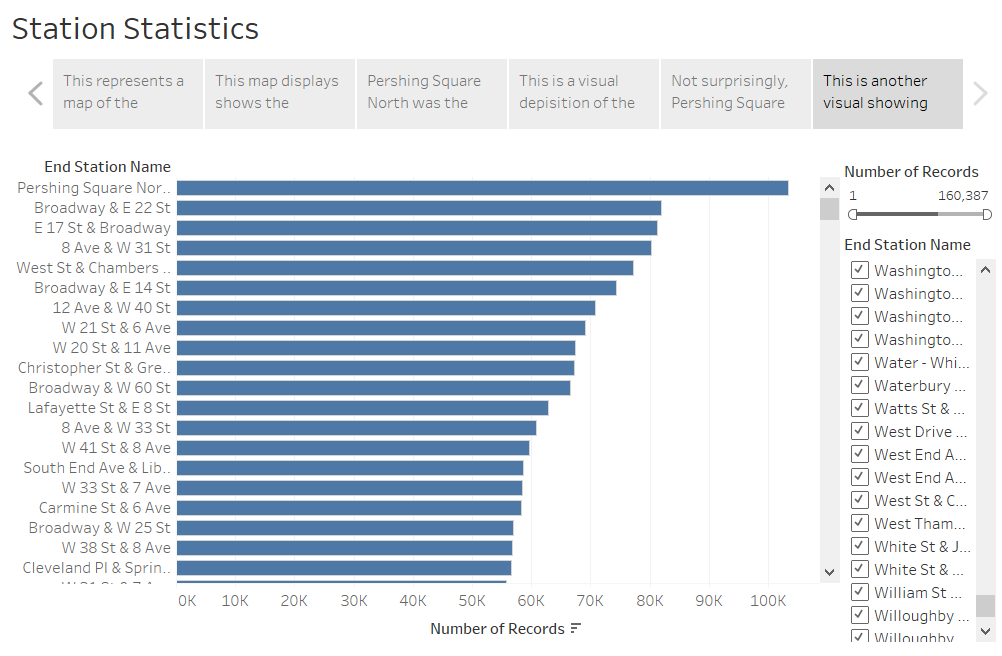 Station Statistics
This represents a
map of the
This map displays
shows the
Pershing Square
North was the
This is a visual
depisition of the
Not surprisingly,
Pershing Square
This is another
visual showing
End Station Name
Pershing Square Nor..
Broadway & E 22 St
E 17 St & Broadway
8 Ave & W 31 St
West St & Chambers ..
Broadway & E 14 St
12 Ave & W 40 St
W 21 St & 6 Ave
W 20 St & 11 Ave
Christopher St & Gre..
Broadway & W 60 St
Lafayette St & E 8 St
8 Ave & W 33 St
W 41 St & 8 Ave
South End Ave & Lib..
W 33 St & 7 Ave
Carmine St & 6 Ave
Broadway & W 25 St
W 38 St & 8 Ave
Cleveland Pl & Sprin..
0K 10K 20K 30K 40K 50K 60K 70K 80K 90K 100K
Number of Records
Number of Records
1 160,387
End Station Name
Washingto...
Washingto...
Washingto...
Washingto...
Water - Whi...
Waterbury ...
Watts St & ...
West Drive ...
West End A...
West End A...
West St & C...
West Tham...
White St & J...
White St & ...
William St ...
Willoughby ...
Willoughby